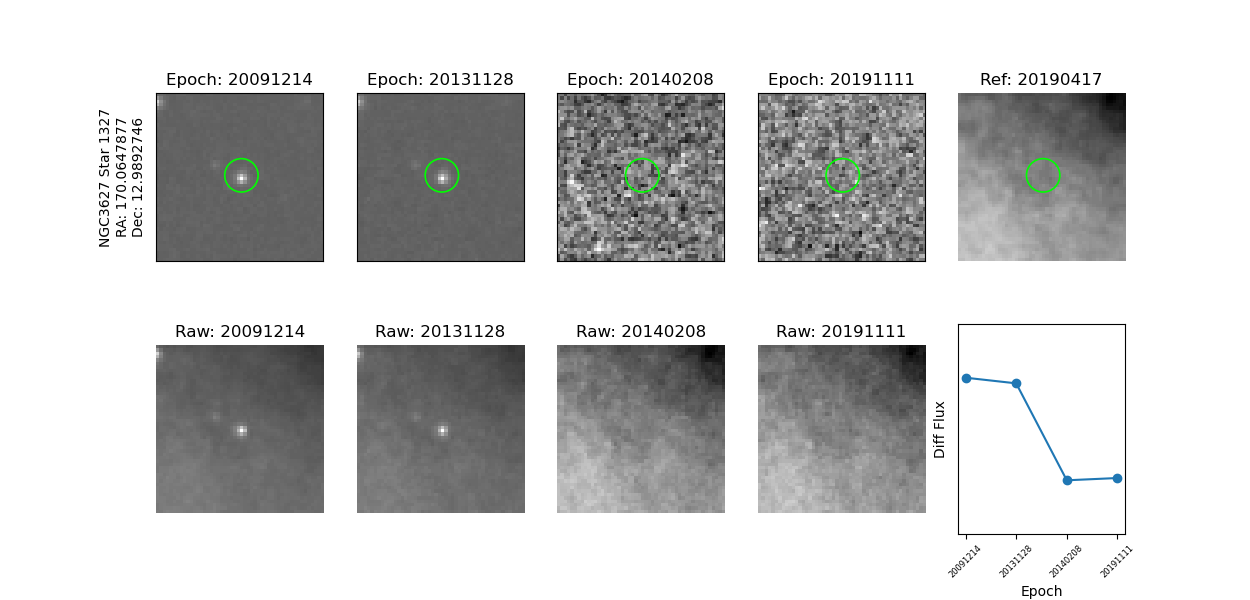 Epoch: 20091214
Epoch: 20131128
Epoch: 20140208
Epoch: 20191111
Ref: 20190417
NGC3627 Star 1327
RA: 170.0647877
Dec: 12.9892746
Raw: 20091214
Raw: 20131128
Raw: 20140208
Raw: 20191111
Diff Flux
20091214
20131128
20140208
20191111
Epoch